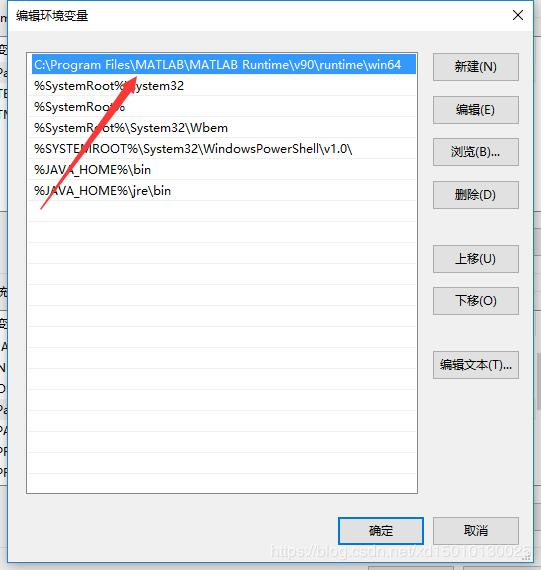 编辑环境变量
C:\Program Files\MATLAB\MATLAB Runtime\v90\runtime\win64
%SystemRoot%\system32
%SystemRoot%
%SystemRoot%\System32\Wbem
%SYSTEMROOT%\System32\WindowsPowerShell\v1.0\
%JAVA_HOME%\bin
%JAVA_HOME%\jre\bin
新建(N)
编辑(E)
浏览(B)...
删除(D)
上移(U)
下移(O)
编辑文本(T)...
确定
取消
https://blog.csdn.net/xd15010130025